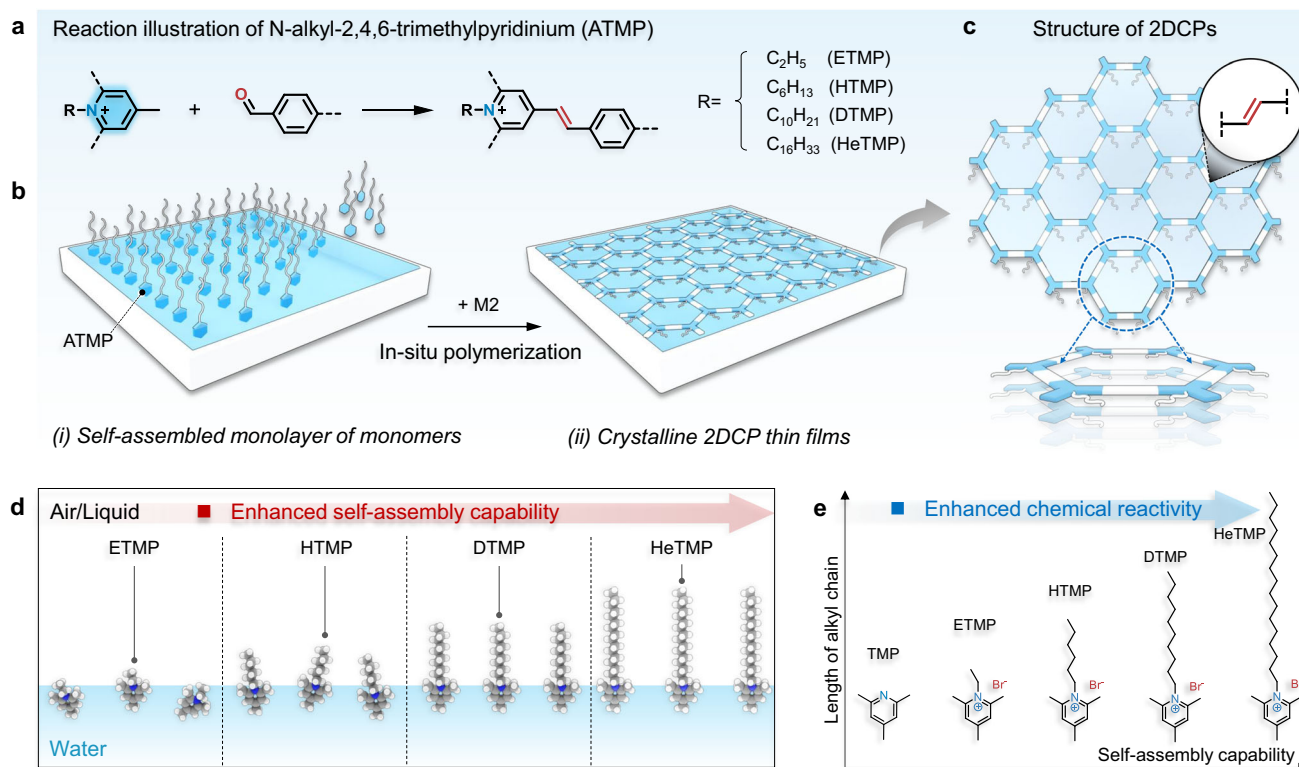 a Reaction illustration of N-alkyl-2,4,6-trimethylpyridinium (ATMP)
R-N+
+
O
R-N+
R=
C₂H₅ (ETMP)
C₆H₁₃ (HTMP)
C₁₀H₂₁ (DTMP)
C₁₆H₃₃ (HeTMP)
b
ATMP
+ M2
In-situ polymerization
(i) Self-assembled monolayer of monomers
(ii) Crystalline 2DCP thin films
c Structure of 2DCPs
d Air/Liquid Enhanced self-assembly capability
ETMP HTMP DTMP HeTMP
Water
e Enhanced chemical reactivity
Length of alkyl chain
HeTMP
DTMP
HTMP
ETMP
TMP
N
N Br⁻
N Br⁻
N Br⁻
N B
Self-assembly capability